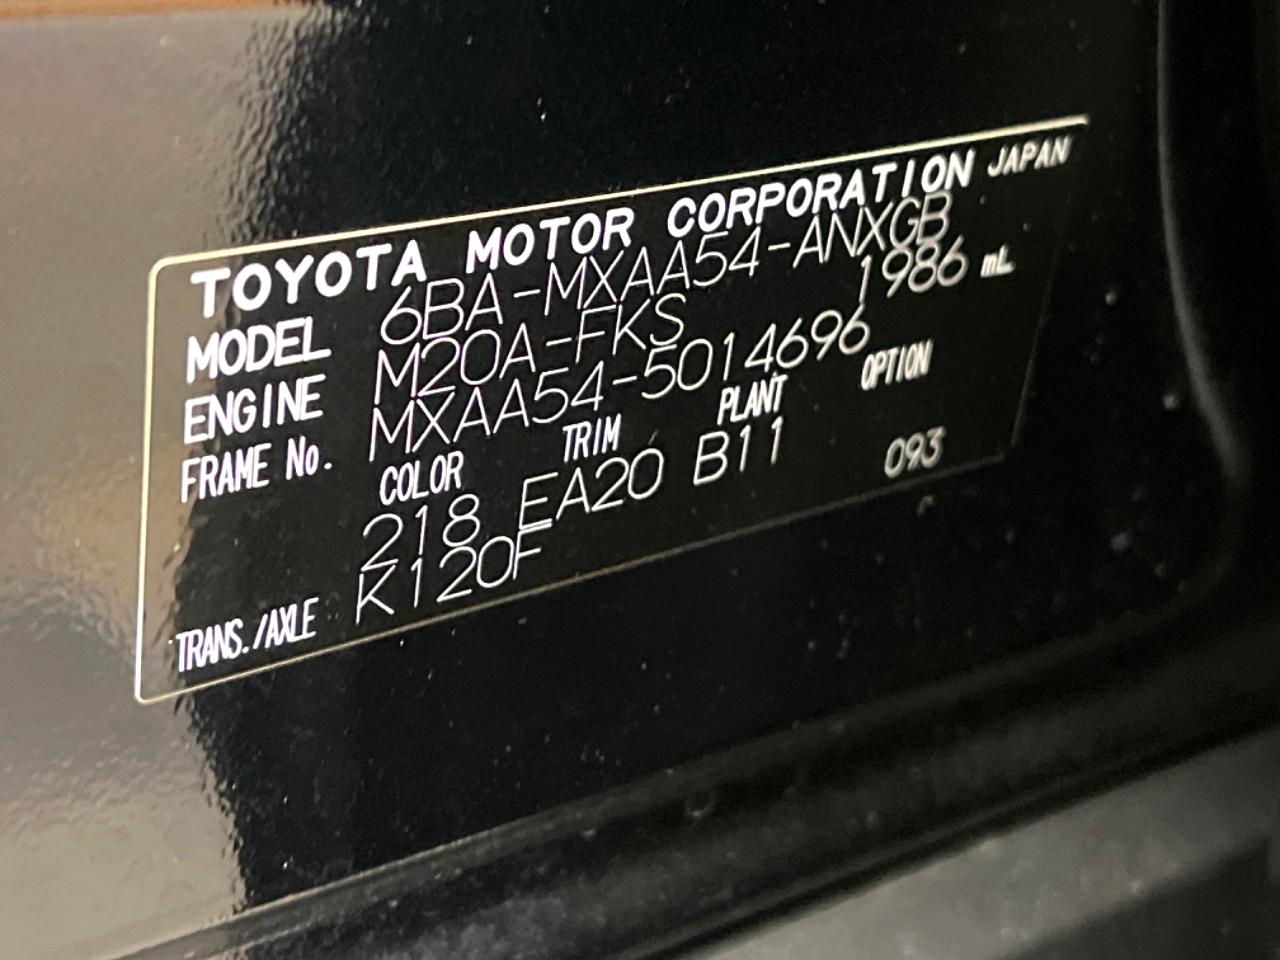 TOYOTA MOTOR CORPORATION JAPAN
MODEL 6BA-MXAA54-ANXGB
ENGINE M20A-FKS 1986 mL
FRAME No. MXAA54-5014696
COLOR TRIM PLANT OPTION
218 EA20 B11 093
TRANS./AXLE K120F